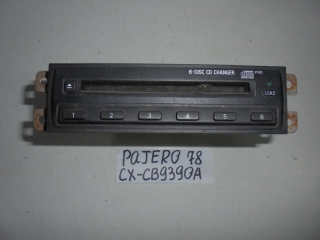 6-DISC CD CHANGER
LOAD
1 2 3 4 5 6
PAJERO 78
CX-CB9390A